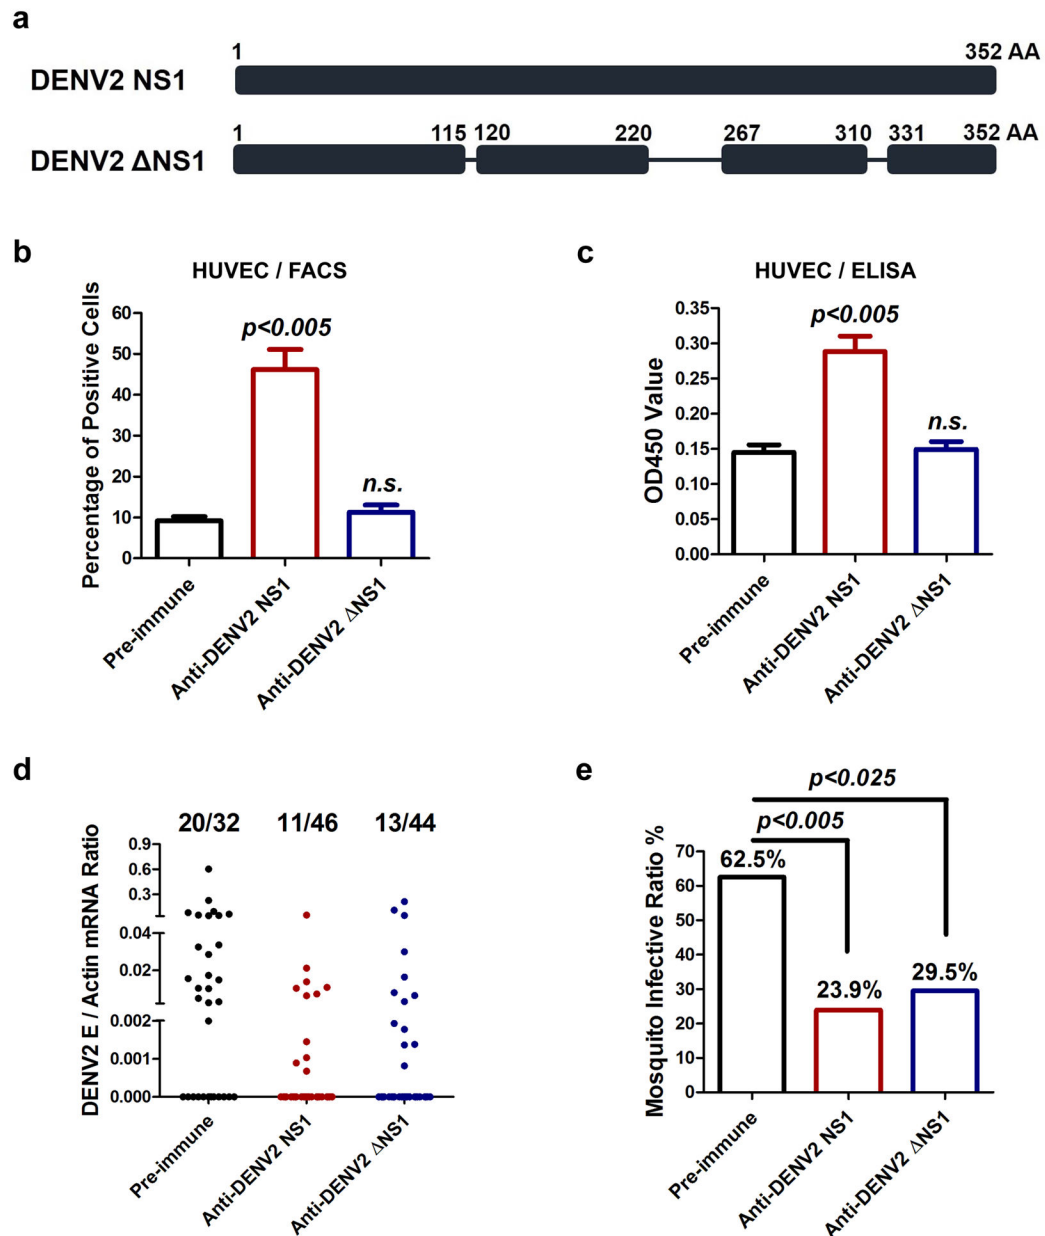 a
1 352 AA
DENV2 NS1
1 115 120 220 267 310 331 352 AA
DENV2 ΔNS1
b
HUVEC / FACS
Percentage of Positive Cells
60
50
40
30
20
10
0
p<0.005
n.s.
Pre-immune
Anti-DENV2 NS1
Anti-DENV2 ΔNS1
c
HUVEC / ELISA
OD450 Value
0.35
0.30
0.25
0.20
0.15
0.10
0.05
0.00
p<0.005
n.s.
Pre-immune
Anti-DENV2 NS1
Anti-DENV2 ΔNS1
d
20/32 11/46 13/44
DENV2 E / Actin mRNA Ratio
0.9
0.6
0.3
0.04
0.02
0.002
0.001
0.000
Pre-immune
Anti-DENV2 NS1
Anti-DENV2 ΔNS1
e
p<0.025
p<0.005
Mosquito Infective Ratio %
70
60
50
40
30
20
10
0
62.5%
23.9%
29.5%
Pre-immune
Anti-DENV2 NS1
Anti-DENV2 ΔNS1